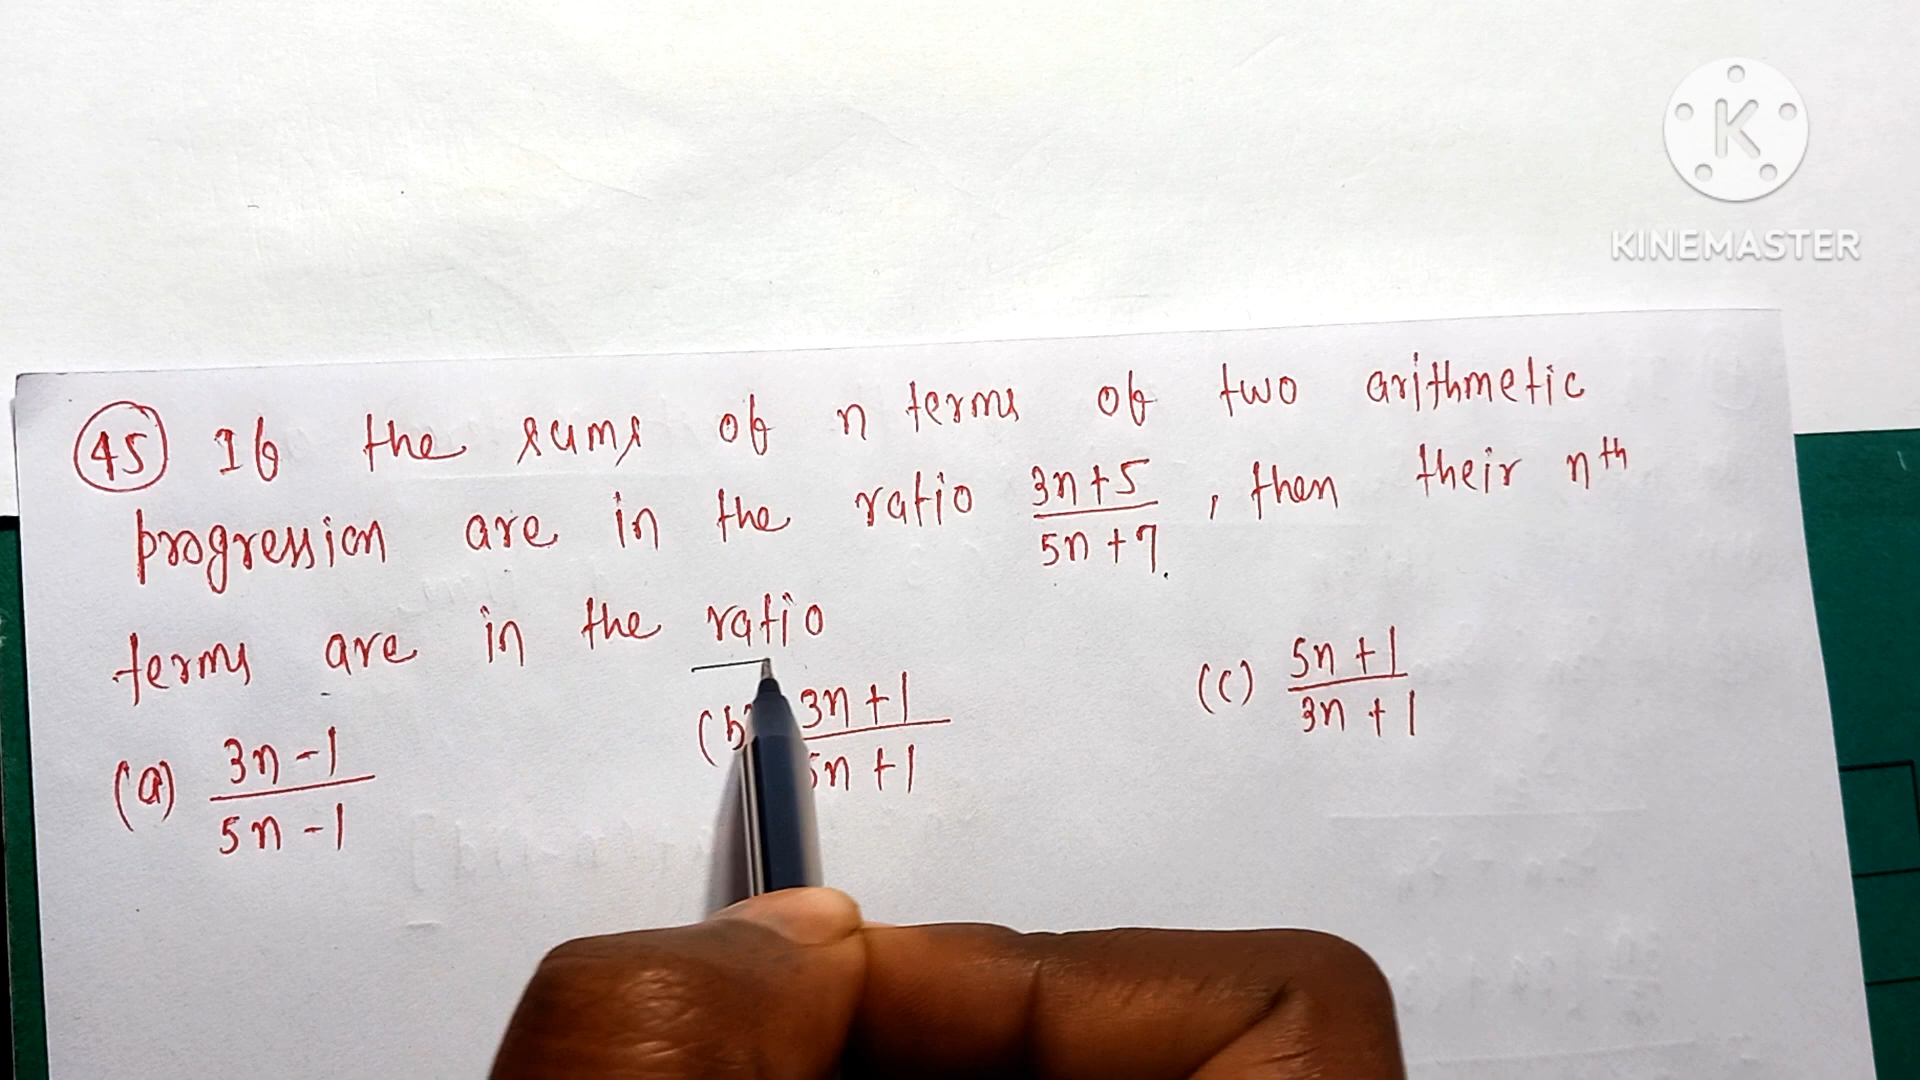 K
KINEMASTER
45 If the sums of n terms of two arithmetic
progression are in the ratio 3n+5/5n+7, then their nth
terms are in the ratio
(a) 3n-1/5n-1 (b) 3n+1/5n+1 (c) 5n+1/3n+1